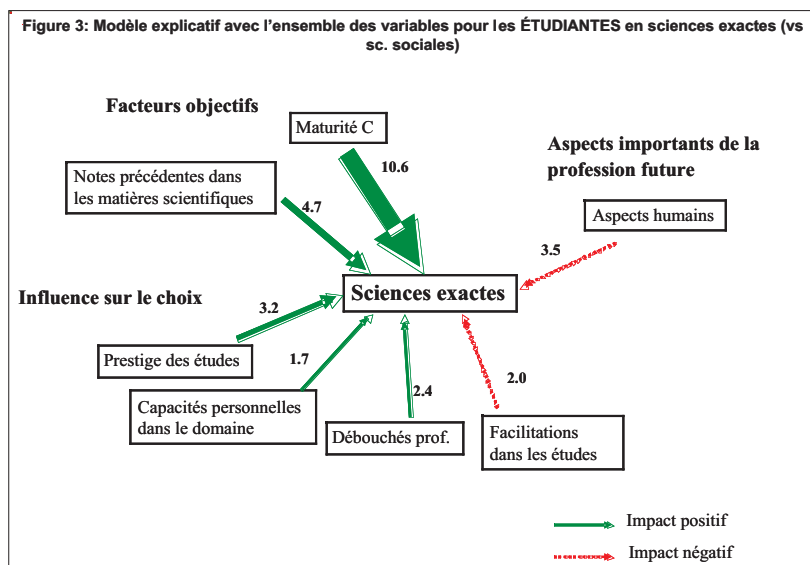 Figure 3: Modèle explicatif avec l'ensemble des variables pour les ÉTUDIANTES en sciences exactes (vs
sc. sociales)
Facteurs objectifs
Maturité C
Aspects importants de la
profession future
10.6
Notes précédentes dans
les matières scientifiques
4.7
Aspects humains
3.5
Influence sur le choix
Sciences exactes
3.2
Prestige des études
1.7
2.4
2.0
Capacités personnelles
dans le domaine
Débouchés prof.
Facilitations
dans les études
Impact positif
Impact négatif